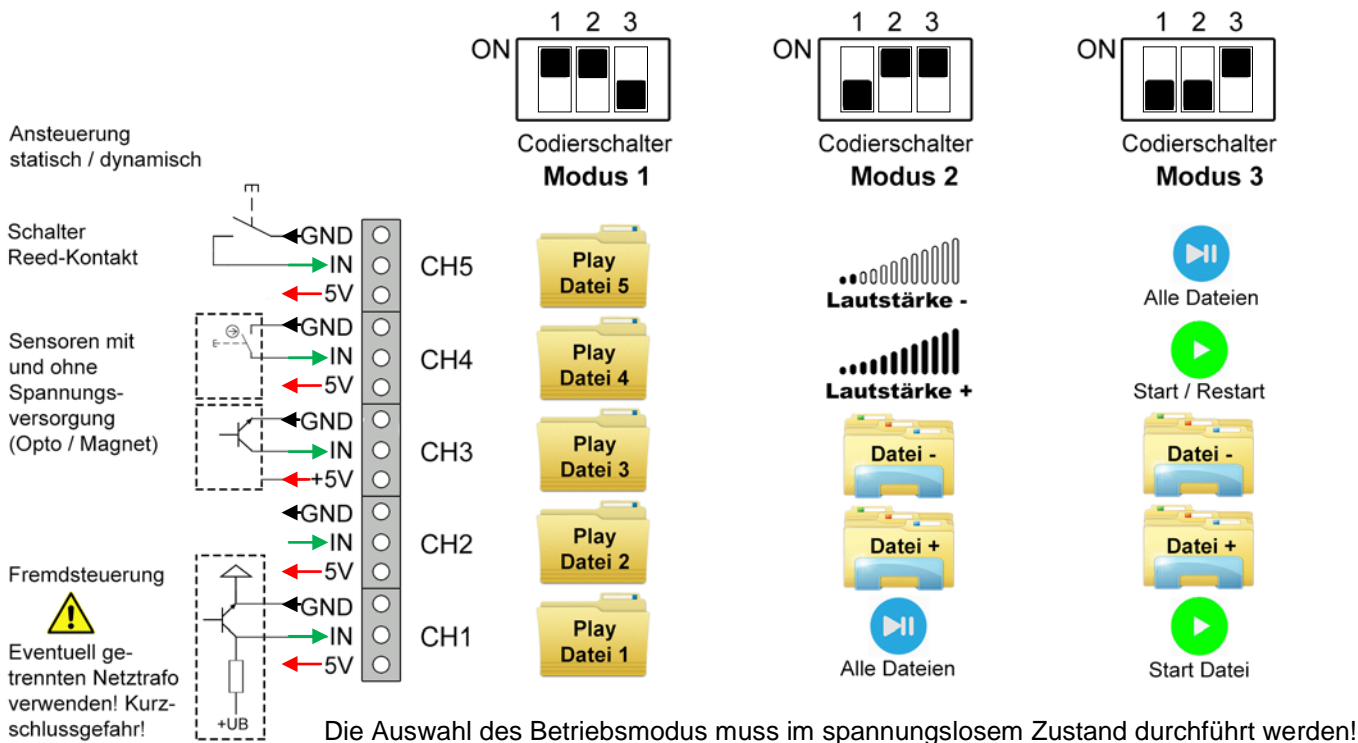 1 2 3
ON
Codierschalter
Modus 1
1 2 3
ON
Codierschalter
Modus 2
1 2 3
ON
Codierschalter
Modus 3
Ansteuerung
statisch / dynamisch
Schalter
Reed-Kontakt
Sensoren mit
und ohne
Spannungs-
versorgung
(Opto / Magnet)
Fremdsteuerung
Eventuell ge-
trennten Netztrafo
verwenden! Kurz-
schlussgefahr!
+UB
GND
IN
5V
CH5
GND
IN
5V
CH4
GND
IN
+5V
CH3
GND
IN
5V
CH2
GND
IN
5V
CH1
Play
Datei 5
Play
Datei 4
Play
Datei 3
Play
Datei 2
Play
Datei 1
Lautstärke -
Lautstärke +
Datei -
Datei +
Alle Dateien
Alle Dateien
Start / Restart
Datei -
Datei +
Start Datei
Die Auswahl des Betriebsmodus muss im spannungslosem Zustand durchführt werden!